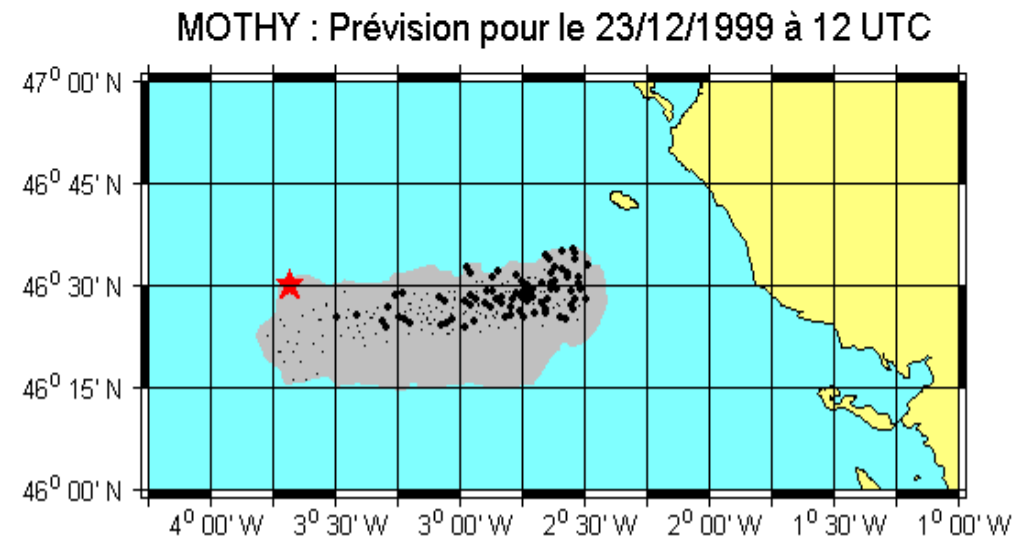 MOTHY : Prévision pour le 23/12/1999 à 12 UTC
47⁰ 00' N
46⁰ 45' N
46⁰ 30' N
46⁰ 15' N
46⁰ 00' N
4⁰ 00' W 3⁰ 30' W 3⁰ 00' W 2⁰ 30' W 2⁰ 00' W 1⁰ 30' W 1⁰ 00' W